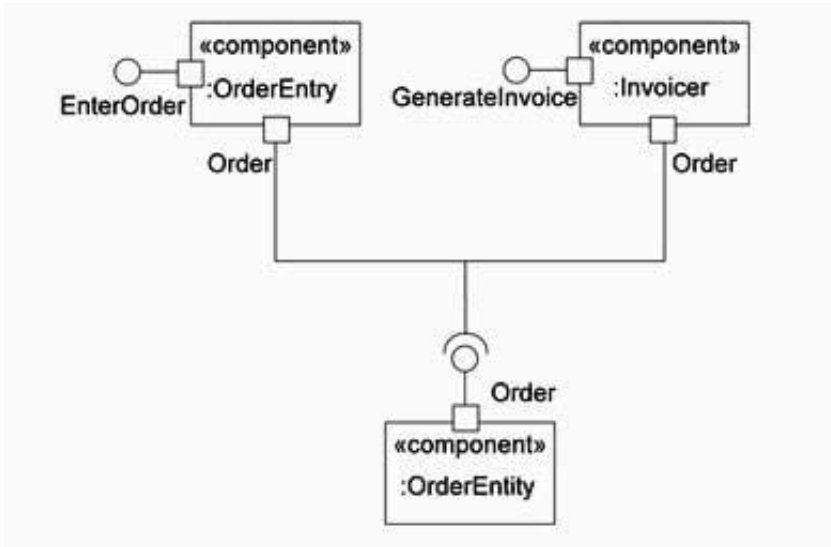 «component»
:OrderEntry
EnterOrder
Order
«component»
:Invoicer
GenerateInvoice
Order
Order
«component»
:OrderEntity